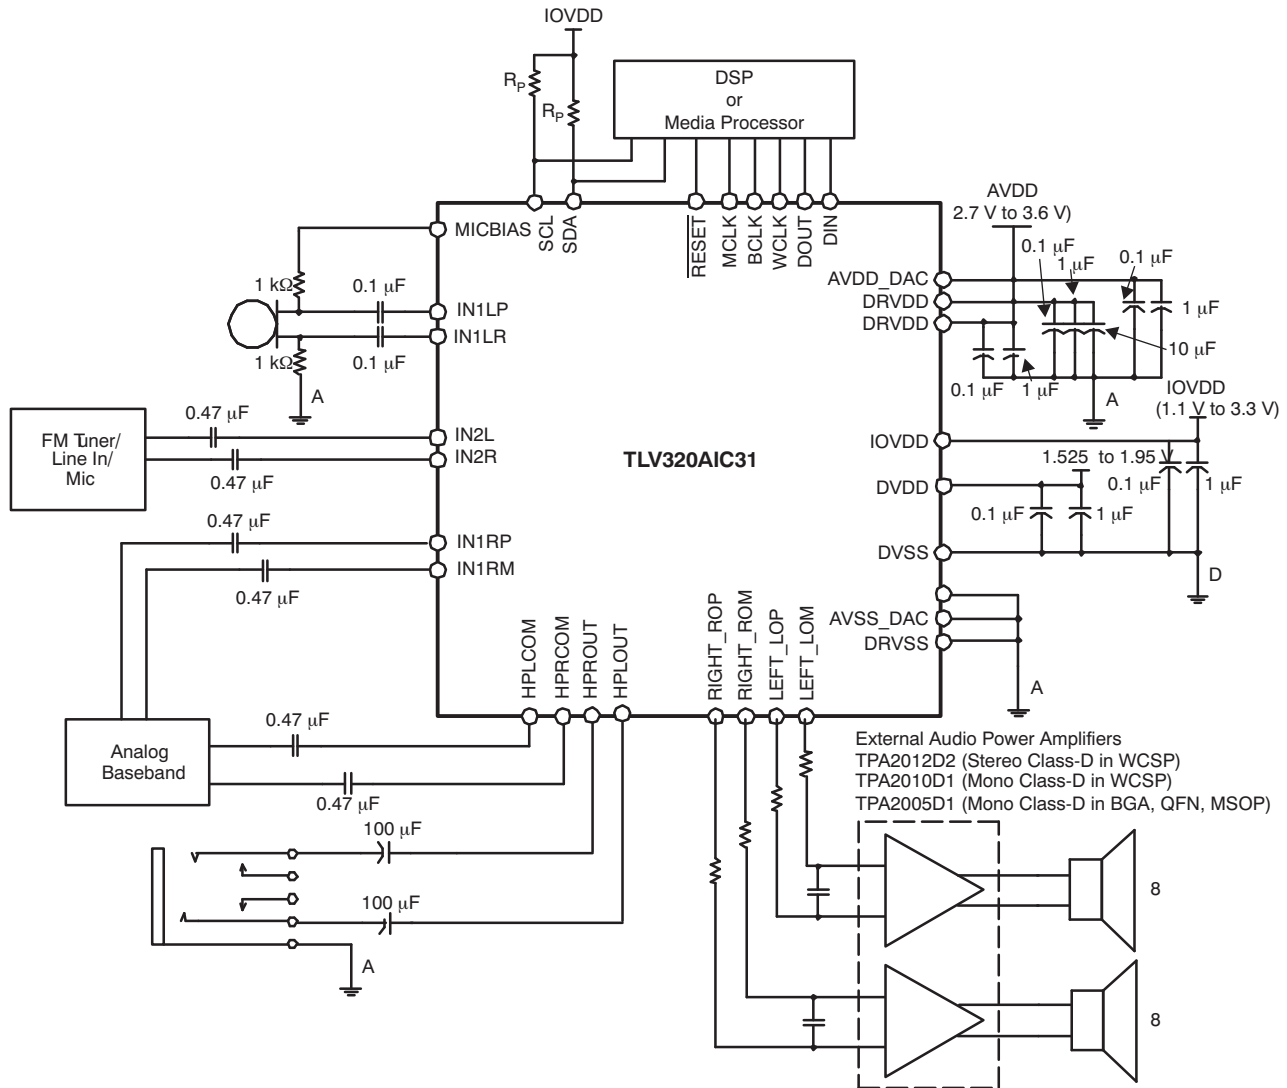 IOVDD
R_P
R_P
DSP
or
Media Processor
SCL
SDA
RESET
MCLK
BCLK
WCLK
DOUT
DIN
MICBIAS
1 kΩ
0.1 μF
IN1LP
IN1LR
1 kΩ
0.1 μF
A
AVDD
2.7 V to 3.6 V)
0.1 μF
1 μF
0.1 μF
AVDD_DAC
DRVDD
DRVDD
1 μF
10 μF
0.1 μF
1 μF
A
IOVDD
(1.1 V to 3.3 V)
FM Tuner/
Line In/
Mic
0.47 μF
IN2L
IN2R
0.47 μF
TLV320AIC31
IOVDD
1.525 to 1.95 V
DVDD
0.1 μF
1 μF
0.1 μF
1 μF
DVSS
D
0.47 μF
IN1RP
IN1RM
0.47 μF
AVSS_DAC
DRVSS
A
HPLCOM
HPRCOM
HPROUT
HPLOUT
RIGHT_ROP
RIGHT_ROM
LEFT_LOP
LEFT_LOM
Analog
Baseband
0.47 μF
0.47 μF
External Audio Power Amplifiers
TPA2012D2 (Stereo Class-D in WCSP)
TPA2010D1 (Mono Class-D in WCSP)
TPA2005D1 (Mono Class-D in BGA, QFN, MSOP)
100 μF
100 μF
A
8
8